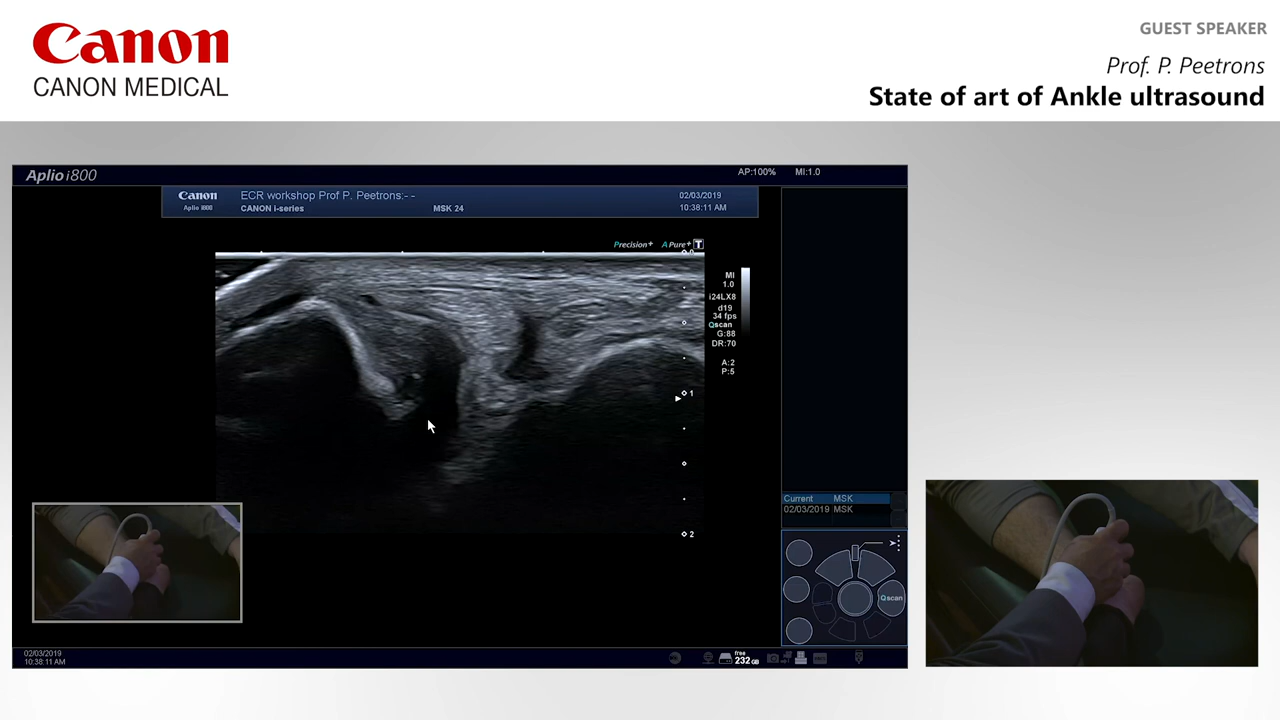 Canon
CANON MEDICAL
GUEST SPEAKER
Prof. P. Peetrons
State of art of Ankle ultrasound
Aplio i800
AP:100% MI:1.0
Canon
Aplio i800
ECR workshop Prof P. Peetrons:- -
CANON i-series
MSK 24
02/03/2019
10:38:11 AM
Precision+ A Pure+ T
MI
1.0
i24LX8
d19
34 fps
Qscan
G:88
DR:70
A:2
P:5
0
1
2
Current MSK
02/03/2019 MSK
Qscan
02/03/2019
10:38:11 AM
free
232 GB